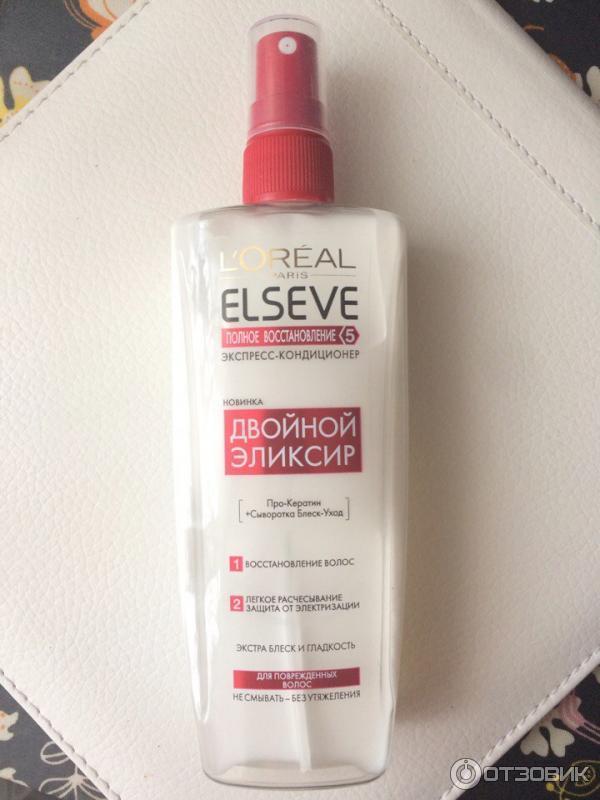 L'ORÉAL
PARIS
ELSEVE
ПОЛНОЕ ВОССТАНОВЛЕНИЕ 5
ЭКСПРЕСС-КОНДИЦИОНЕР
НОВИНКА
ДВОЙНОЙ
ЭЛИКСИР
[ Про-Кератин
+Сыворотка Блеск-Уход ]
1 ВОССТАНОВЛЕНИЕ ВОЛОС
2 ЛЕГКОЕ РАСЧЕСЫВАНИЕ
ЗАЩИТА ОТ ЭЛЕКТРИЗАЦИИ
ЭКСТРА БЛЕСК И ГЛАДКОСТЬ
ДЛЯ ПОВРЕЖДЕННЫХ
ВОЛОС
НЕ СМЫВАТЬ – БЕЗ УТЯЖЕЛЕНИЯ
ОТЗОВИК